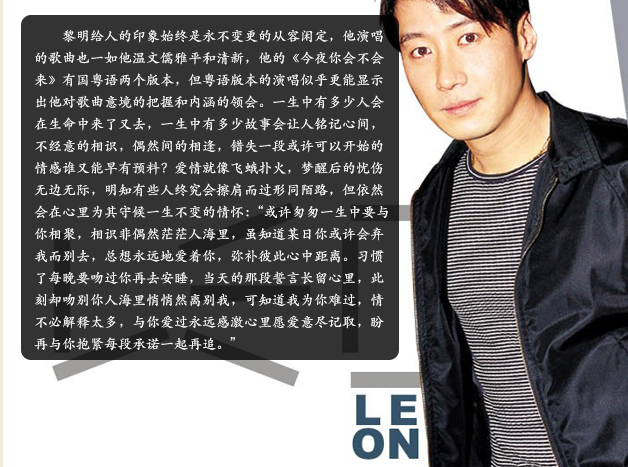 黎明给人的印象始终是永不变更的从容闲定，他演唱
的歌曲也一如他温文儒雅平和清新，他的《今夜你会不会
来》有国粤语两个版本，但粤语版本的演唱似乎更能显示
出他对歌曲意境的把握和内涵的领会。一生中有多少人会
在生命中来了又去，一生中有多少故事会让人铭记心间，
不经意的相识，偶然间的相逢，错失一段或许可以开始的
情感谁又能早有预料？爱情就像飞蛾扑火，梦醒后的忧伤
无边无际，明知有些人终究会擦肩而过形同陌路，但依然
会在心里为其守候一生不变的情怀：“或许匆匆一生中要与
你相聚，相识非偶然茫茫人海里，虽知道某日你或许会弃
我而别去，总想永远地爱着你，弥补彼此心中距离。习惯
了每晚要吻过你再去安睡，当天的那段誓言长留心里，此
刻却吻别你人海里悄悄然离别我，可知道我为你难过，情
不必解释太多，与你爱过永远感激心里愿爱意尽记取，盼
再与你抱紧每段承诺一起再追。”
LE
ON